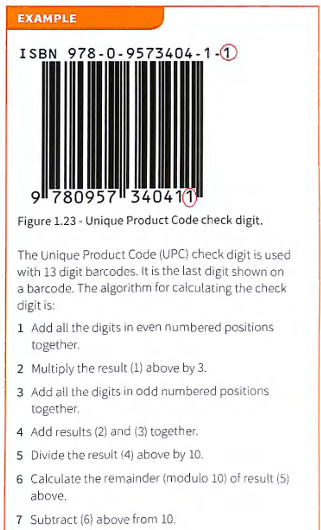 EXAMPLE
ISBN 978-0-9573404-1-1
9 780957 340411
Figure 1.23 - Unique Product Code check digit.
The Unique Product Code (UPC) check digit is used
with 13 digit barcodes. It is the last digit shown on
a barcode. The algorithm for calculating the check
digit is:
1 Add all the digits in even numbered positions
together.
2 Multiply the result (1) above by 3.
3 Add all the digits in odd numbered positions
together.
4 Add results (2) and (3) together.
5 Divide the result (4) above by 10.
6 Calculate the remainder (modulo 10) of result (5)
above.
7 Subtract (6) above from 10.